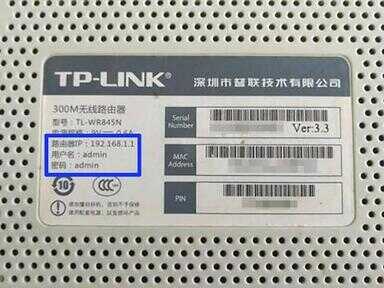 TP-LINK 深圳市普联技术有限公司
300M无线路由器
型号：TL-WR845N
路由器IP：192.168.1.1
用户名：admin
密码：admin
Serial Number
Ver:3.3
MAC Address
PIN
10
CCC